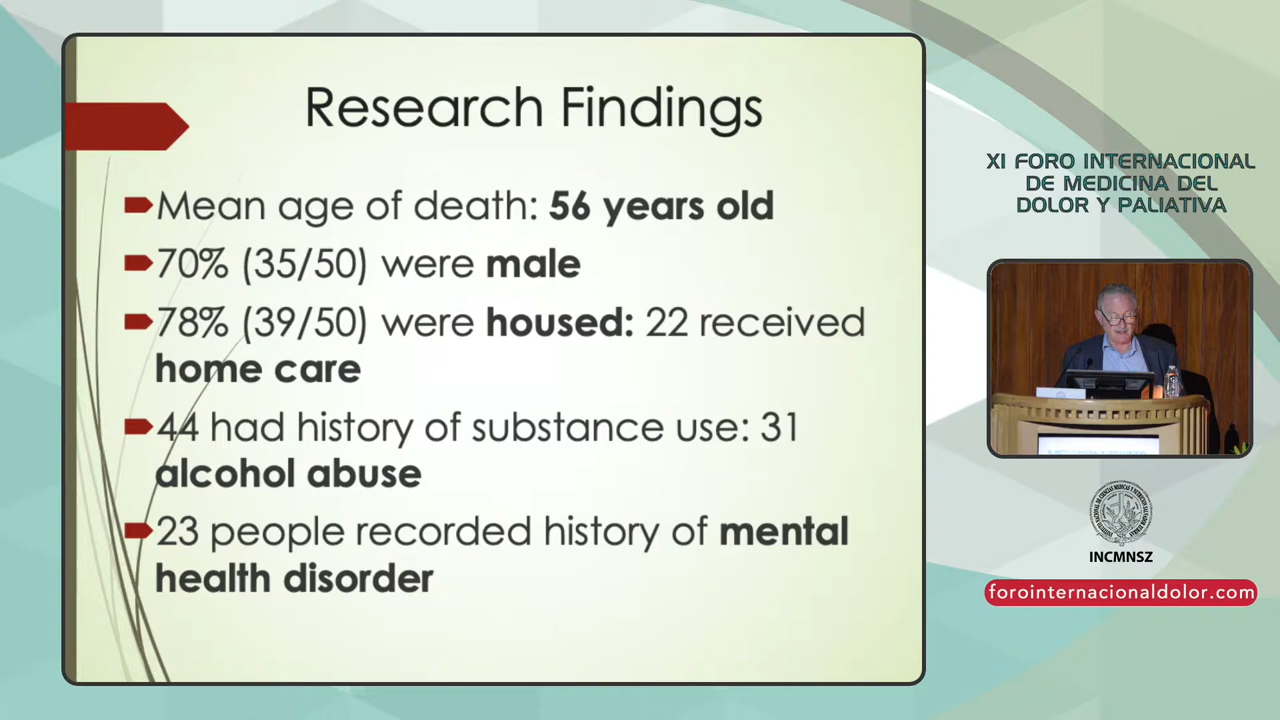 Research Findings
Mean age of death: 56 years old
70% (35/50) were male
78% (39/50) were housed: 22 received
home care
44 had history of substance use: 31
alcohol abuse
23 people recorded history of mental
health disorder
XI FORO INTERNACIONAL
DE MEDICINA DEL
DOLOR Y PALIATIVA
INCMNSZ
forointernacionaldolor.com